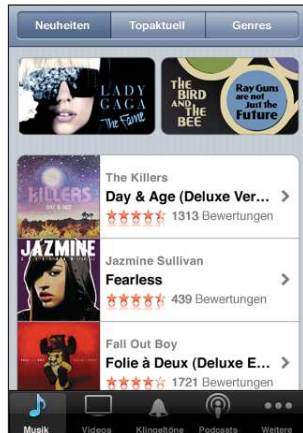 Neuheiten Topaktuell Genres
LADY
GAGA
The Fame
THE
BIRD
AND THE
BEE
Ray Guns
are not
Just the
Future
The Killers
KILLERS
Day & Age (Deluxe Ver...
1313 Bewertungen
JAZMINE
Jazmine Sullivan
Fearless
439 Bewertungen
Fall Out Boy
Folie à Deux (Deluxe E...
1721 Bewertungen
Musik Videos Klingeltöne Podcasts Weitere